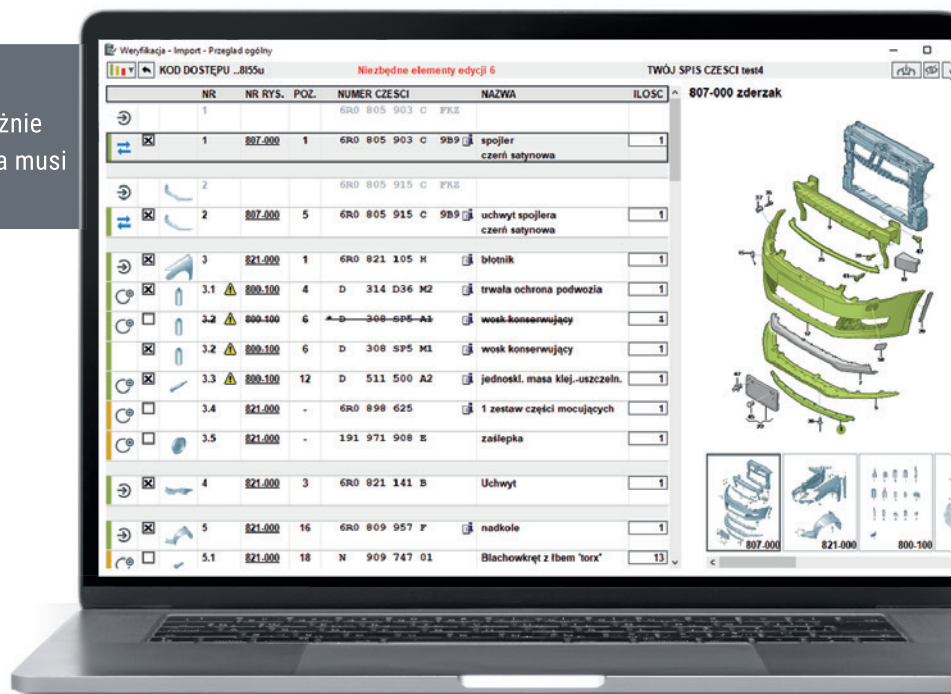 żnie
a musi
Weryfikacja - Import - Przegląd ogólny
KOD DOSTĘPU ..8I55u Niezbędne elementy edycji 6 TWÓJ SPIS CZESCI test4
NR NR RYS. POZ. NUMER CZESCI NAZWA ILOSC
807-000 zderzak
1 6R0 805 903 C FKZ
1 807-000 1 6R0 805 903 C 9B9 spojler 1
czerń satynowa
2 6R0 805 915 C FKZ
2 807-000 5 6R0 805 915 C 9B9 uchwyt spojlera 1
czerń satynowa
3 821-000 1 6R0 821 105 H błotnik 1
3.1 800-100 4 D 314 D36 M2 trwała ochrona podwozia 1
3.2 800-100 6 * D 308 SP5 A1 wosk konserwujący
3.2 800-100 6 D 308 SP5 M1 wosk konserwujący 1
3.3 800-100 12 D 511 500 A2 jednoskl. masa klej.-uszczeln. 1
3.4 821-000 - 6R0 898 625 1 zestaw części mocujących 1
3.5 821-000 - 191 971 908 E zaślepka 1
4 821-000 3 6R0 821 141 B Uchwyt 1
5 821-000 16 6R0 809 957 F nadkole 1
5.1 821-000 18 N 909 747 01 Blachowkręt z łbem "torx" 13
807-000 821-000 800-100